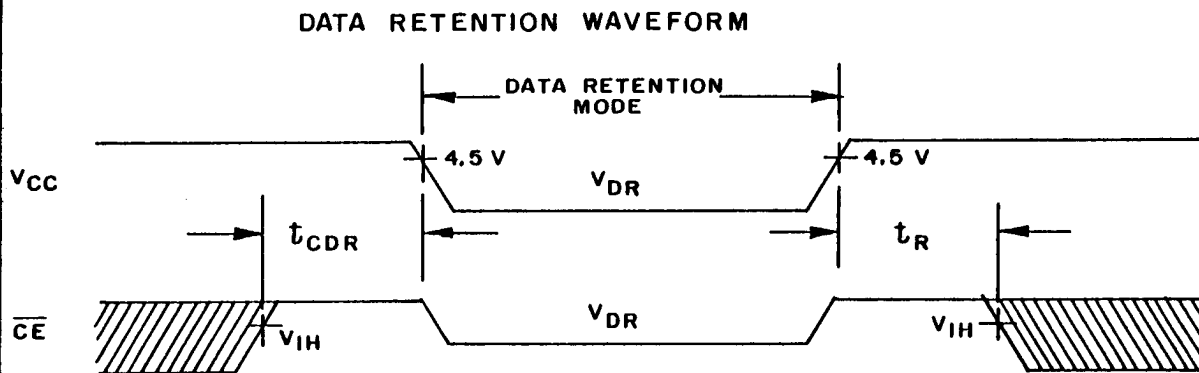 DATA RETENTION WAVEFORM
DATA RETENTION
MODE
4.5 V
4.5 V
VCC
VDR
tCDR
tR
CE
VIH
VDR
VIH